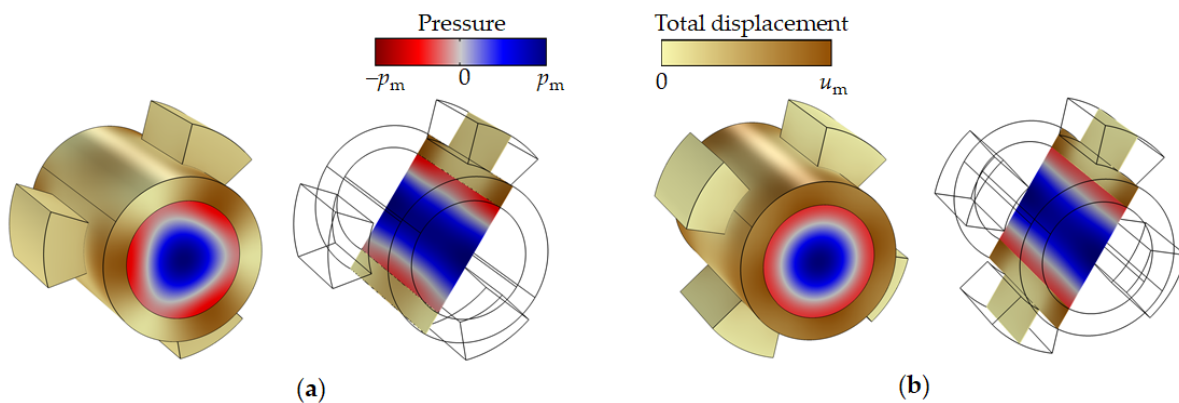 Pressure
−pm 0 pm
Total displacement
0 um
(a)
(b)